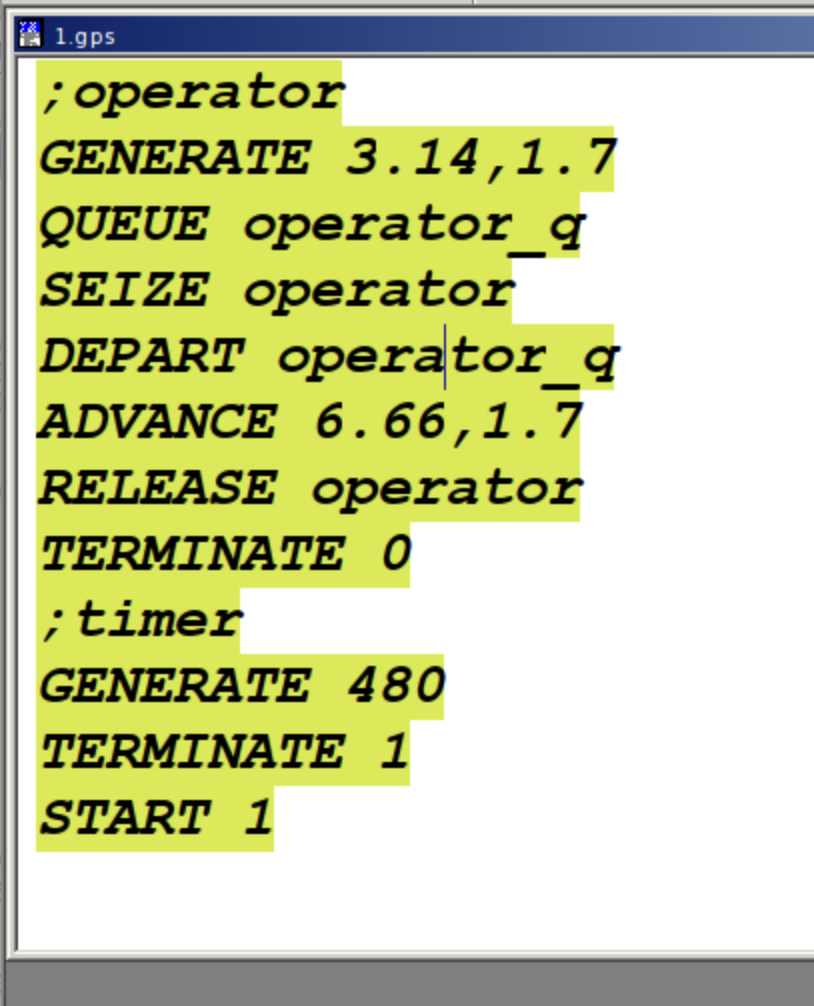 1.gps
;operator
GENERATE 3.14,1.7
QUEUE operator_q
SEIZE operator
DEPART operator_q
ADVANCE 6.66,1.7
RELEASE operator
TERMINATE 0
;timer
GENERATE 480
TERMINATE 1
START 1